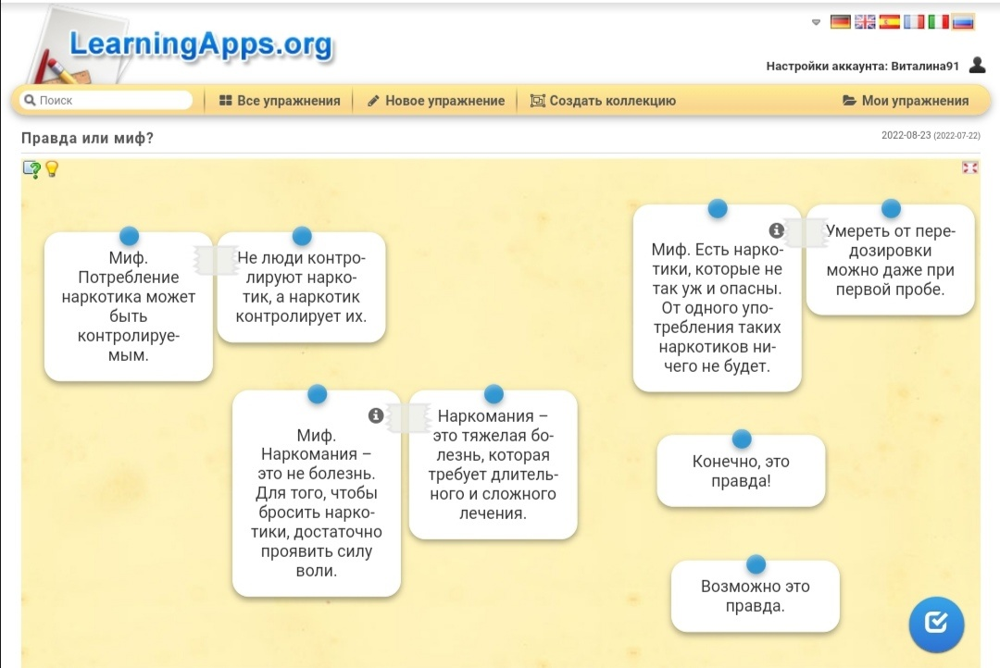 LearningApps.org
Настройки аккаунта: Виталина91
Поиск
Все упражнения
Новое упражнение
Создать коллекцию
Мои упражнения
Правда или миф?
2022-08-23 (2022-07-22)
Миф.
Потребление
наркотика может
быть
контролируе-
мым.
Не люди контро-
лируют нарко-
тик, а наркотик
контролирует их.
Миф. Есть нарко-
тики, которые не
так уж и опасны.
От одного упо-
требления таких
наркотиков ни-
чего не будет.
Умереть от пере-
дозировки
можно даже при
первой пробе.
Миф.
Наркомания –
это не болезнь.
Для того, чтобы
бросить нарко-
тики, достаточно
проявить силу
воли.
Наркомания –
это тяжелая бо-
лезнь, которая
требует длитель-
ного и сложного
лечения.
Конечно, это
правда!
Возможно это
правда.